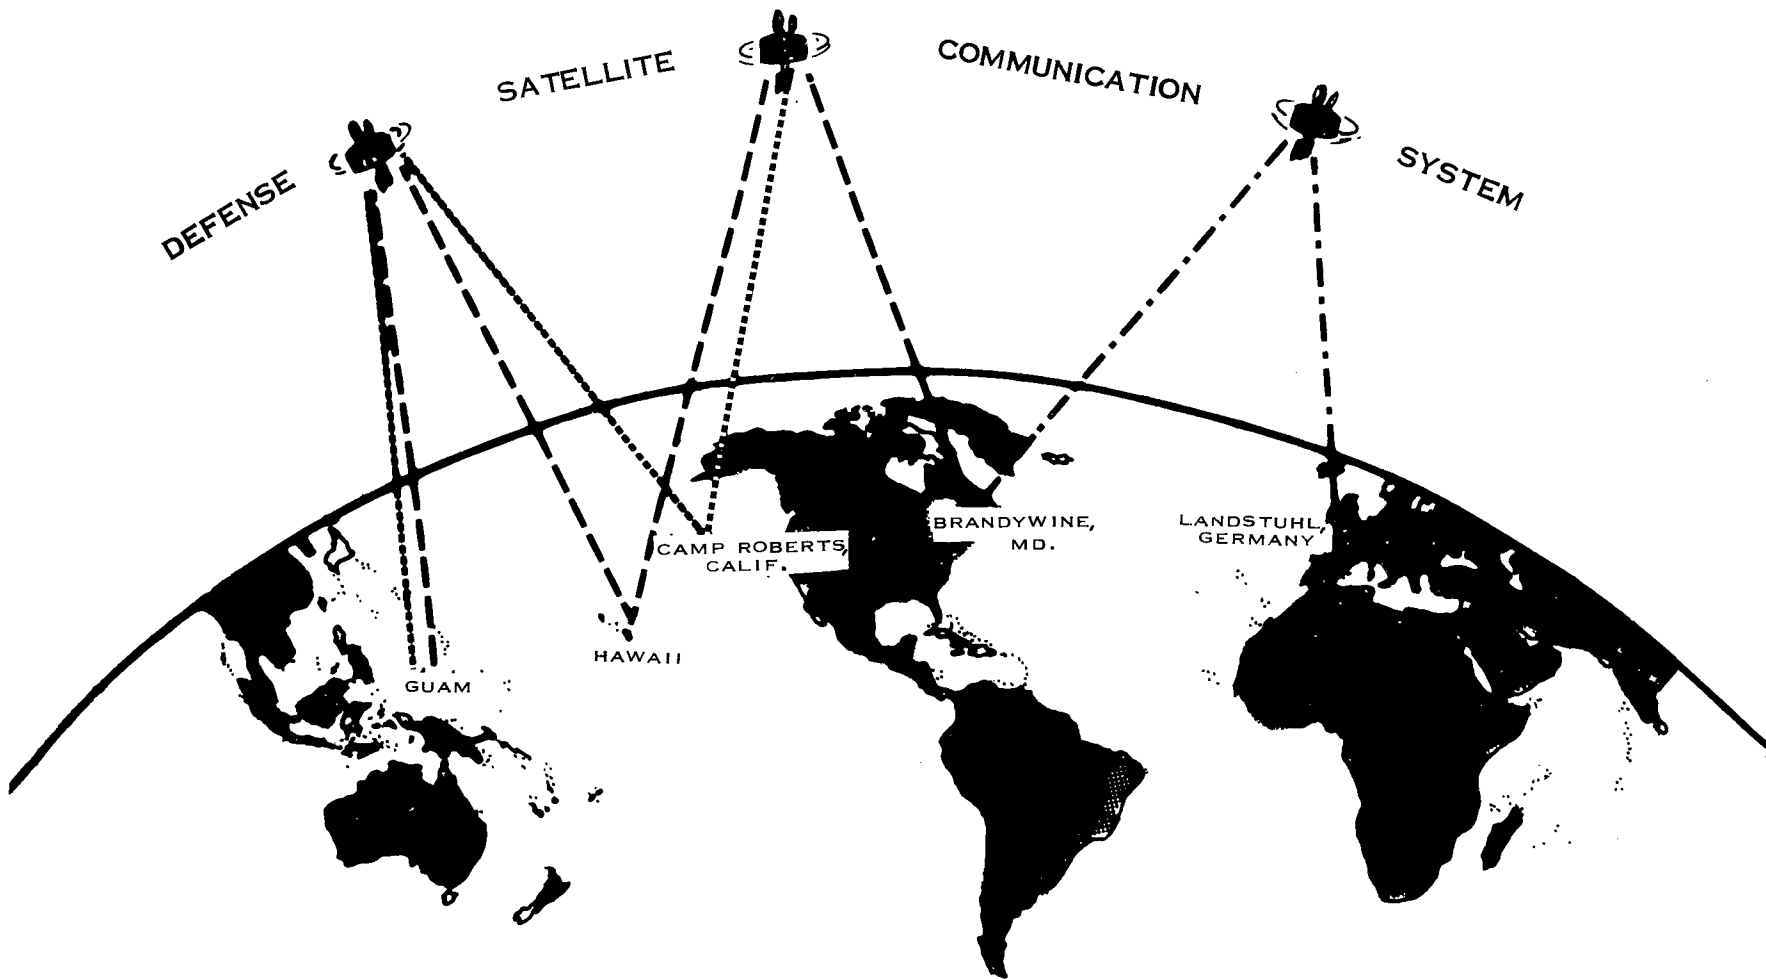 DEFENSE SATELLITE COMMUNICATION SYSTEM
CAMP ROBERTS,
CALIF.
BRANDYWINE,
MD.
LANDSTUHL,
GERMANY
HAWAII
GUAM